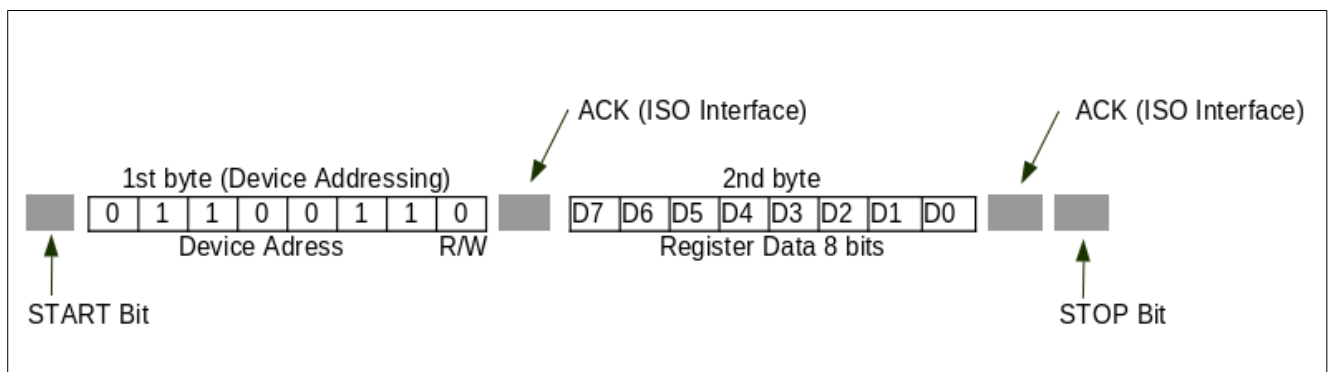 ACK (ISO Interface)
ACK (ISO Interface)
1st byte (Device Addressing)
2nd byte
0 1 1 0 0 1 1 0
D7 D6 D5 D4 D3 D2 D1 D0
Device Adress
R/W
Register Data 8 bits
START Bit
STOP Bit